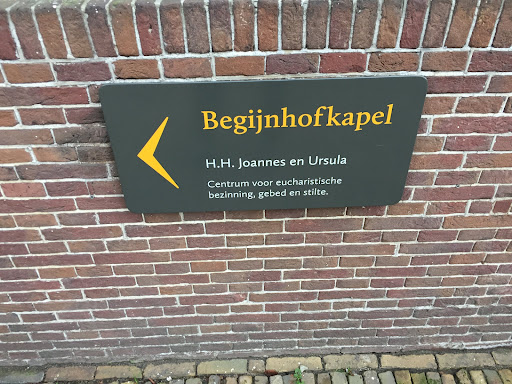 Begijnhofkapel
H.H. Joannes en Ursula
Centrum voor eucharistische
bezinning, gebed en stilte.